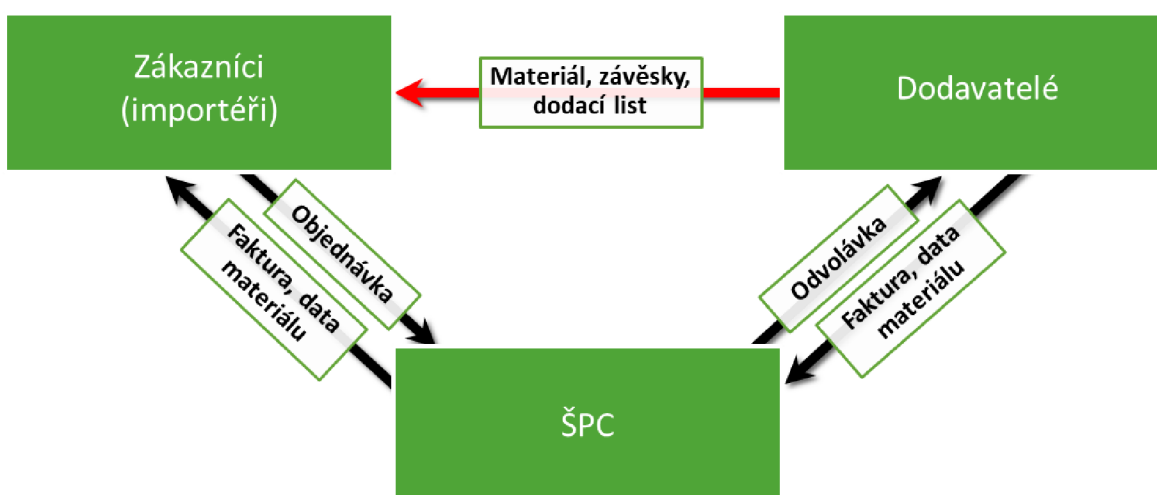 Zákazníci
(importéři)
Materiál, závěsky,
dodací list
Dodavatelé
Objednávka
Faktura, data
materiálu
Odvolávka
Faktura, data
materiálu
ŠPC